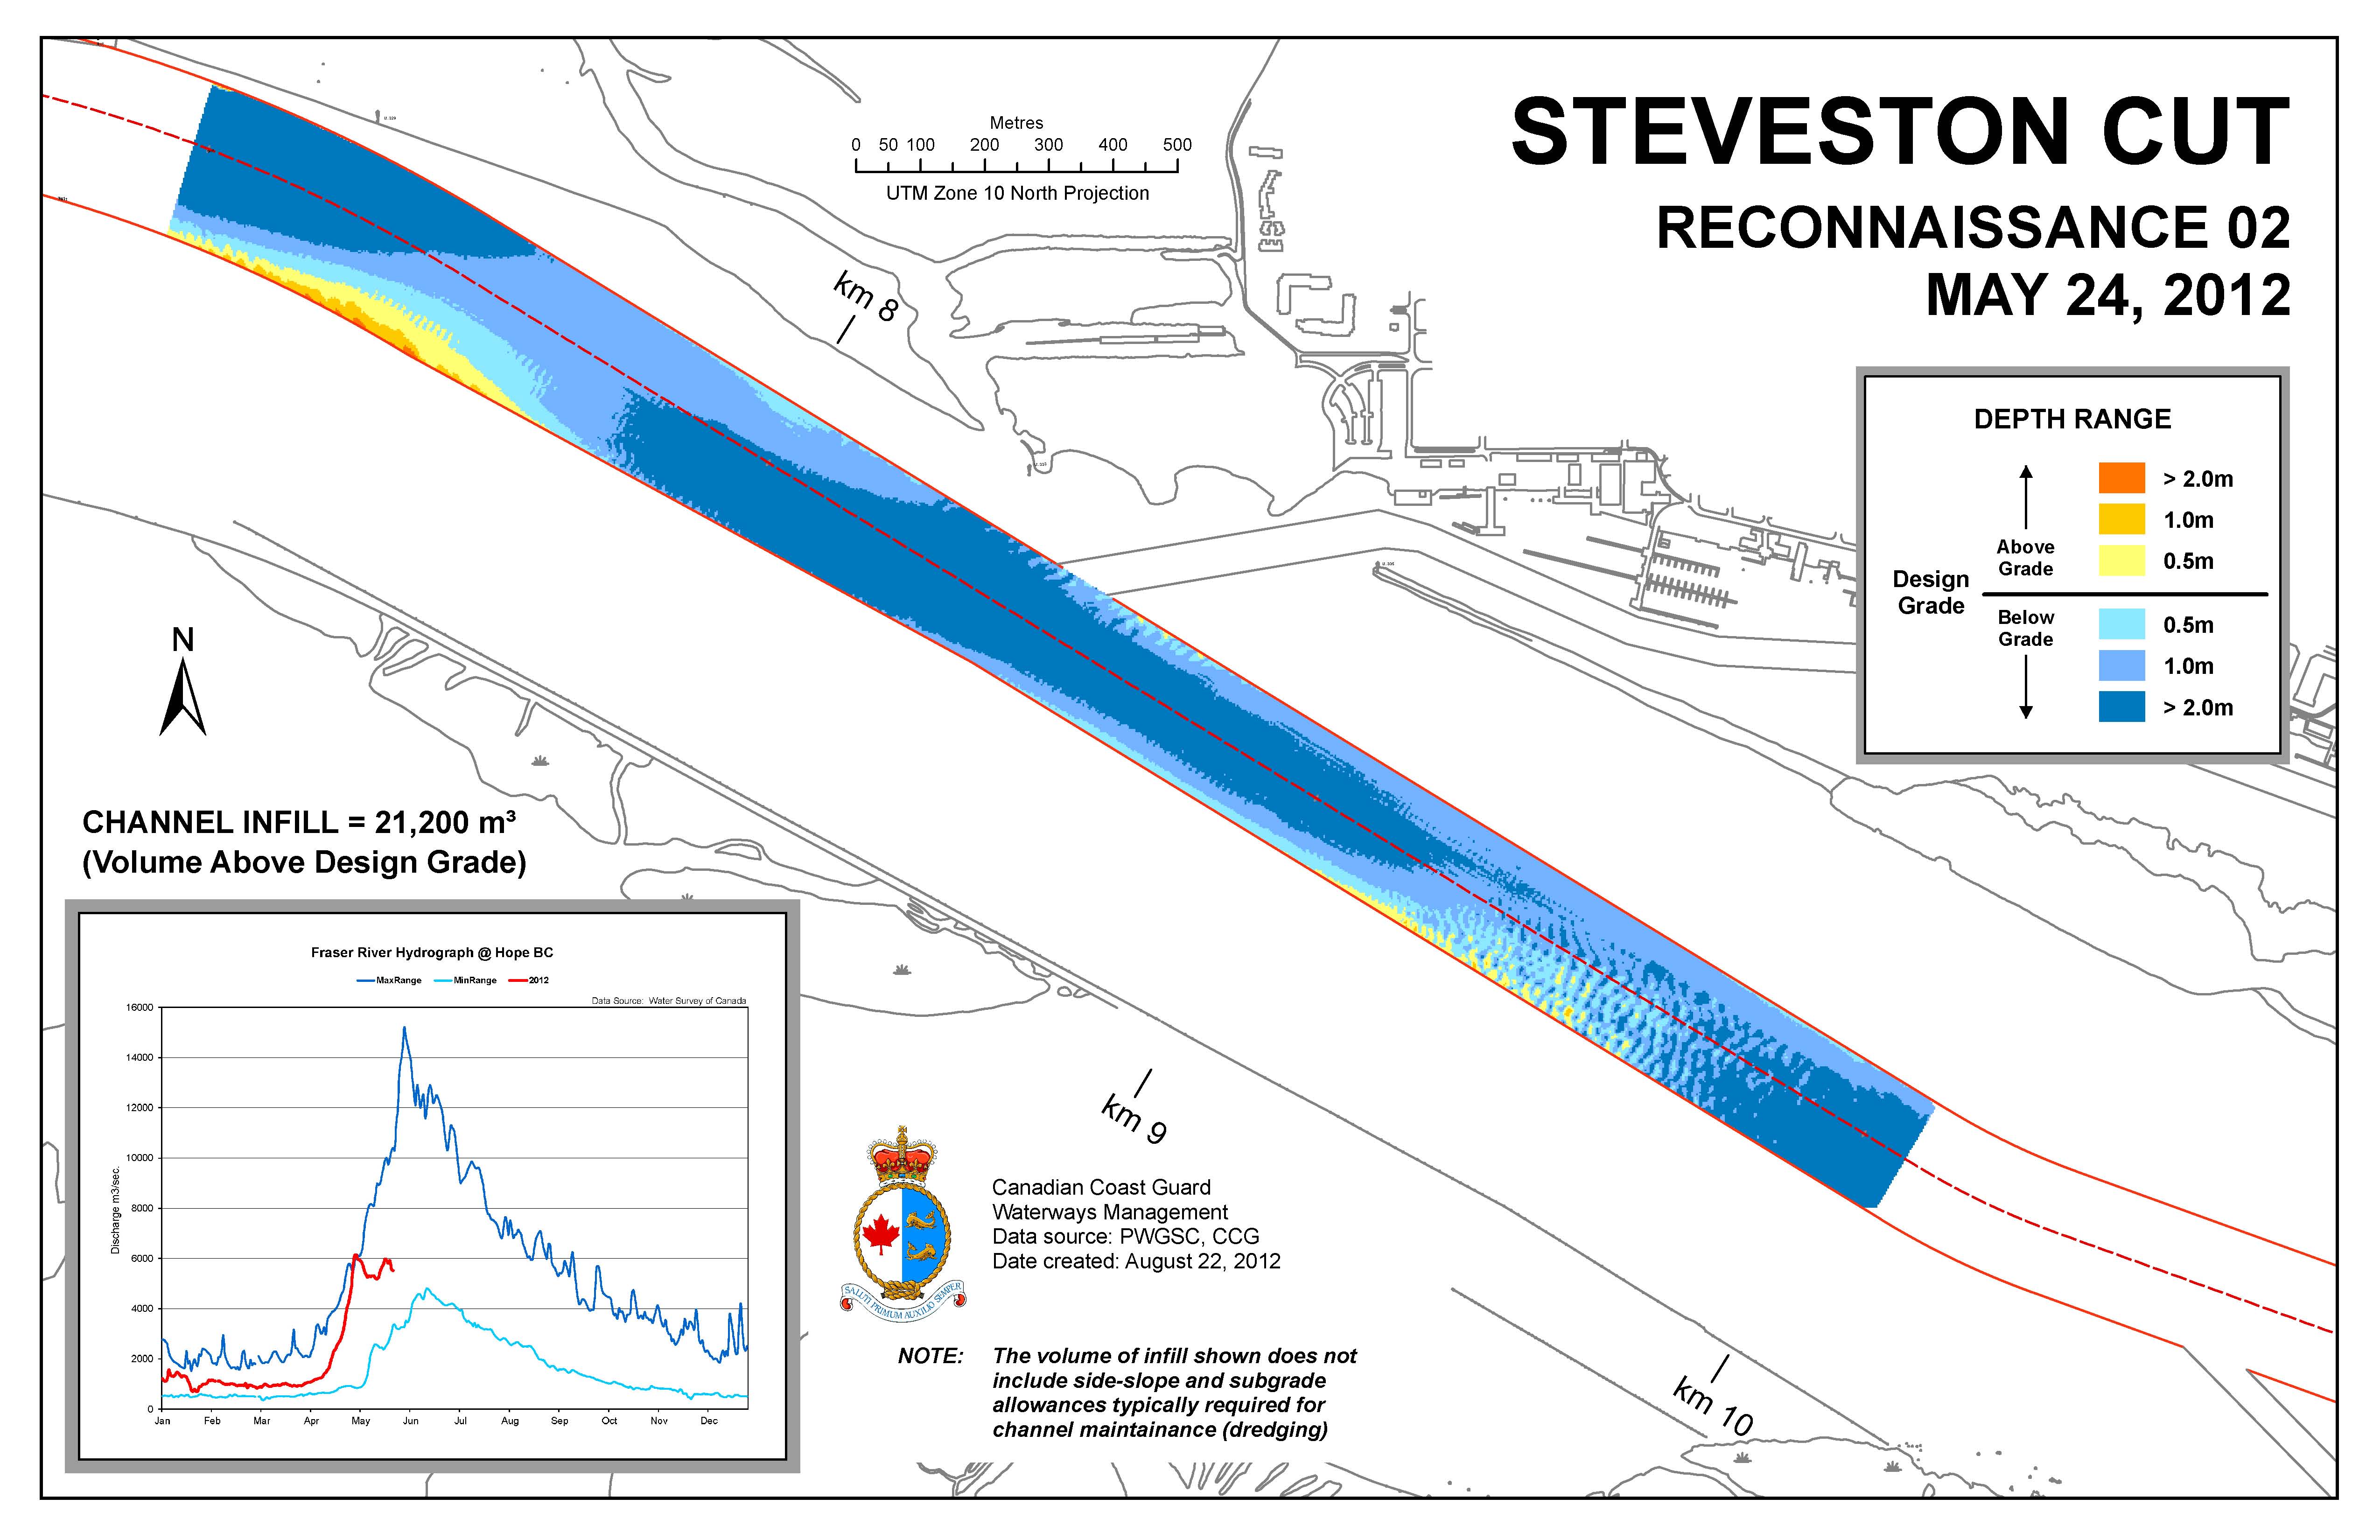 STEVESTON CUT
RECONNAISSANCE 02
MAY 24, 2012
Metres
0 50 100 200 300 400 500
UTM Zone 10 North Projection
km 8
DEPTH RANGE
> 2.0m
1.0m
0.5m
Above
Grade
Design
Grade
Below
Grade
0.5m
1.0m
> 2.0m
N
CHANNEL INFILL = 21,200 m³
(Volume Above Design Grade)
Fraser River Hydrograph @ Hope BC
MaxRange MinRange 2012
Data Source: Water Survey of Canada
16000
14000
12000
10000
8000
6000
4000
2000
0
Discharge m3/sec.
Jan Feb Mar Apr May Jun Jul Aug Sep Oct Nov Dec
km 9
SALUTI PRIMUM AUXILIO SEMPER
Canadian Coast Guard
Waterways Management
Data source: PWGSC, CCG
Date created: August 22, 2012
NOTE: The volume of infill shown does not
include side-slope and subgrade
allowances typically required for
channel maintainance (dredging)
km 10